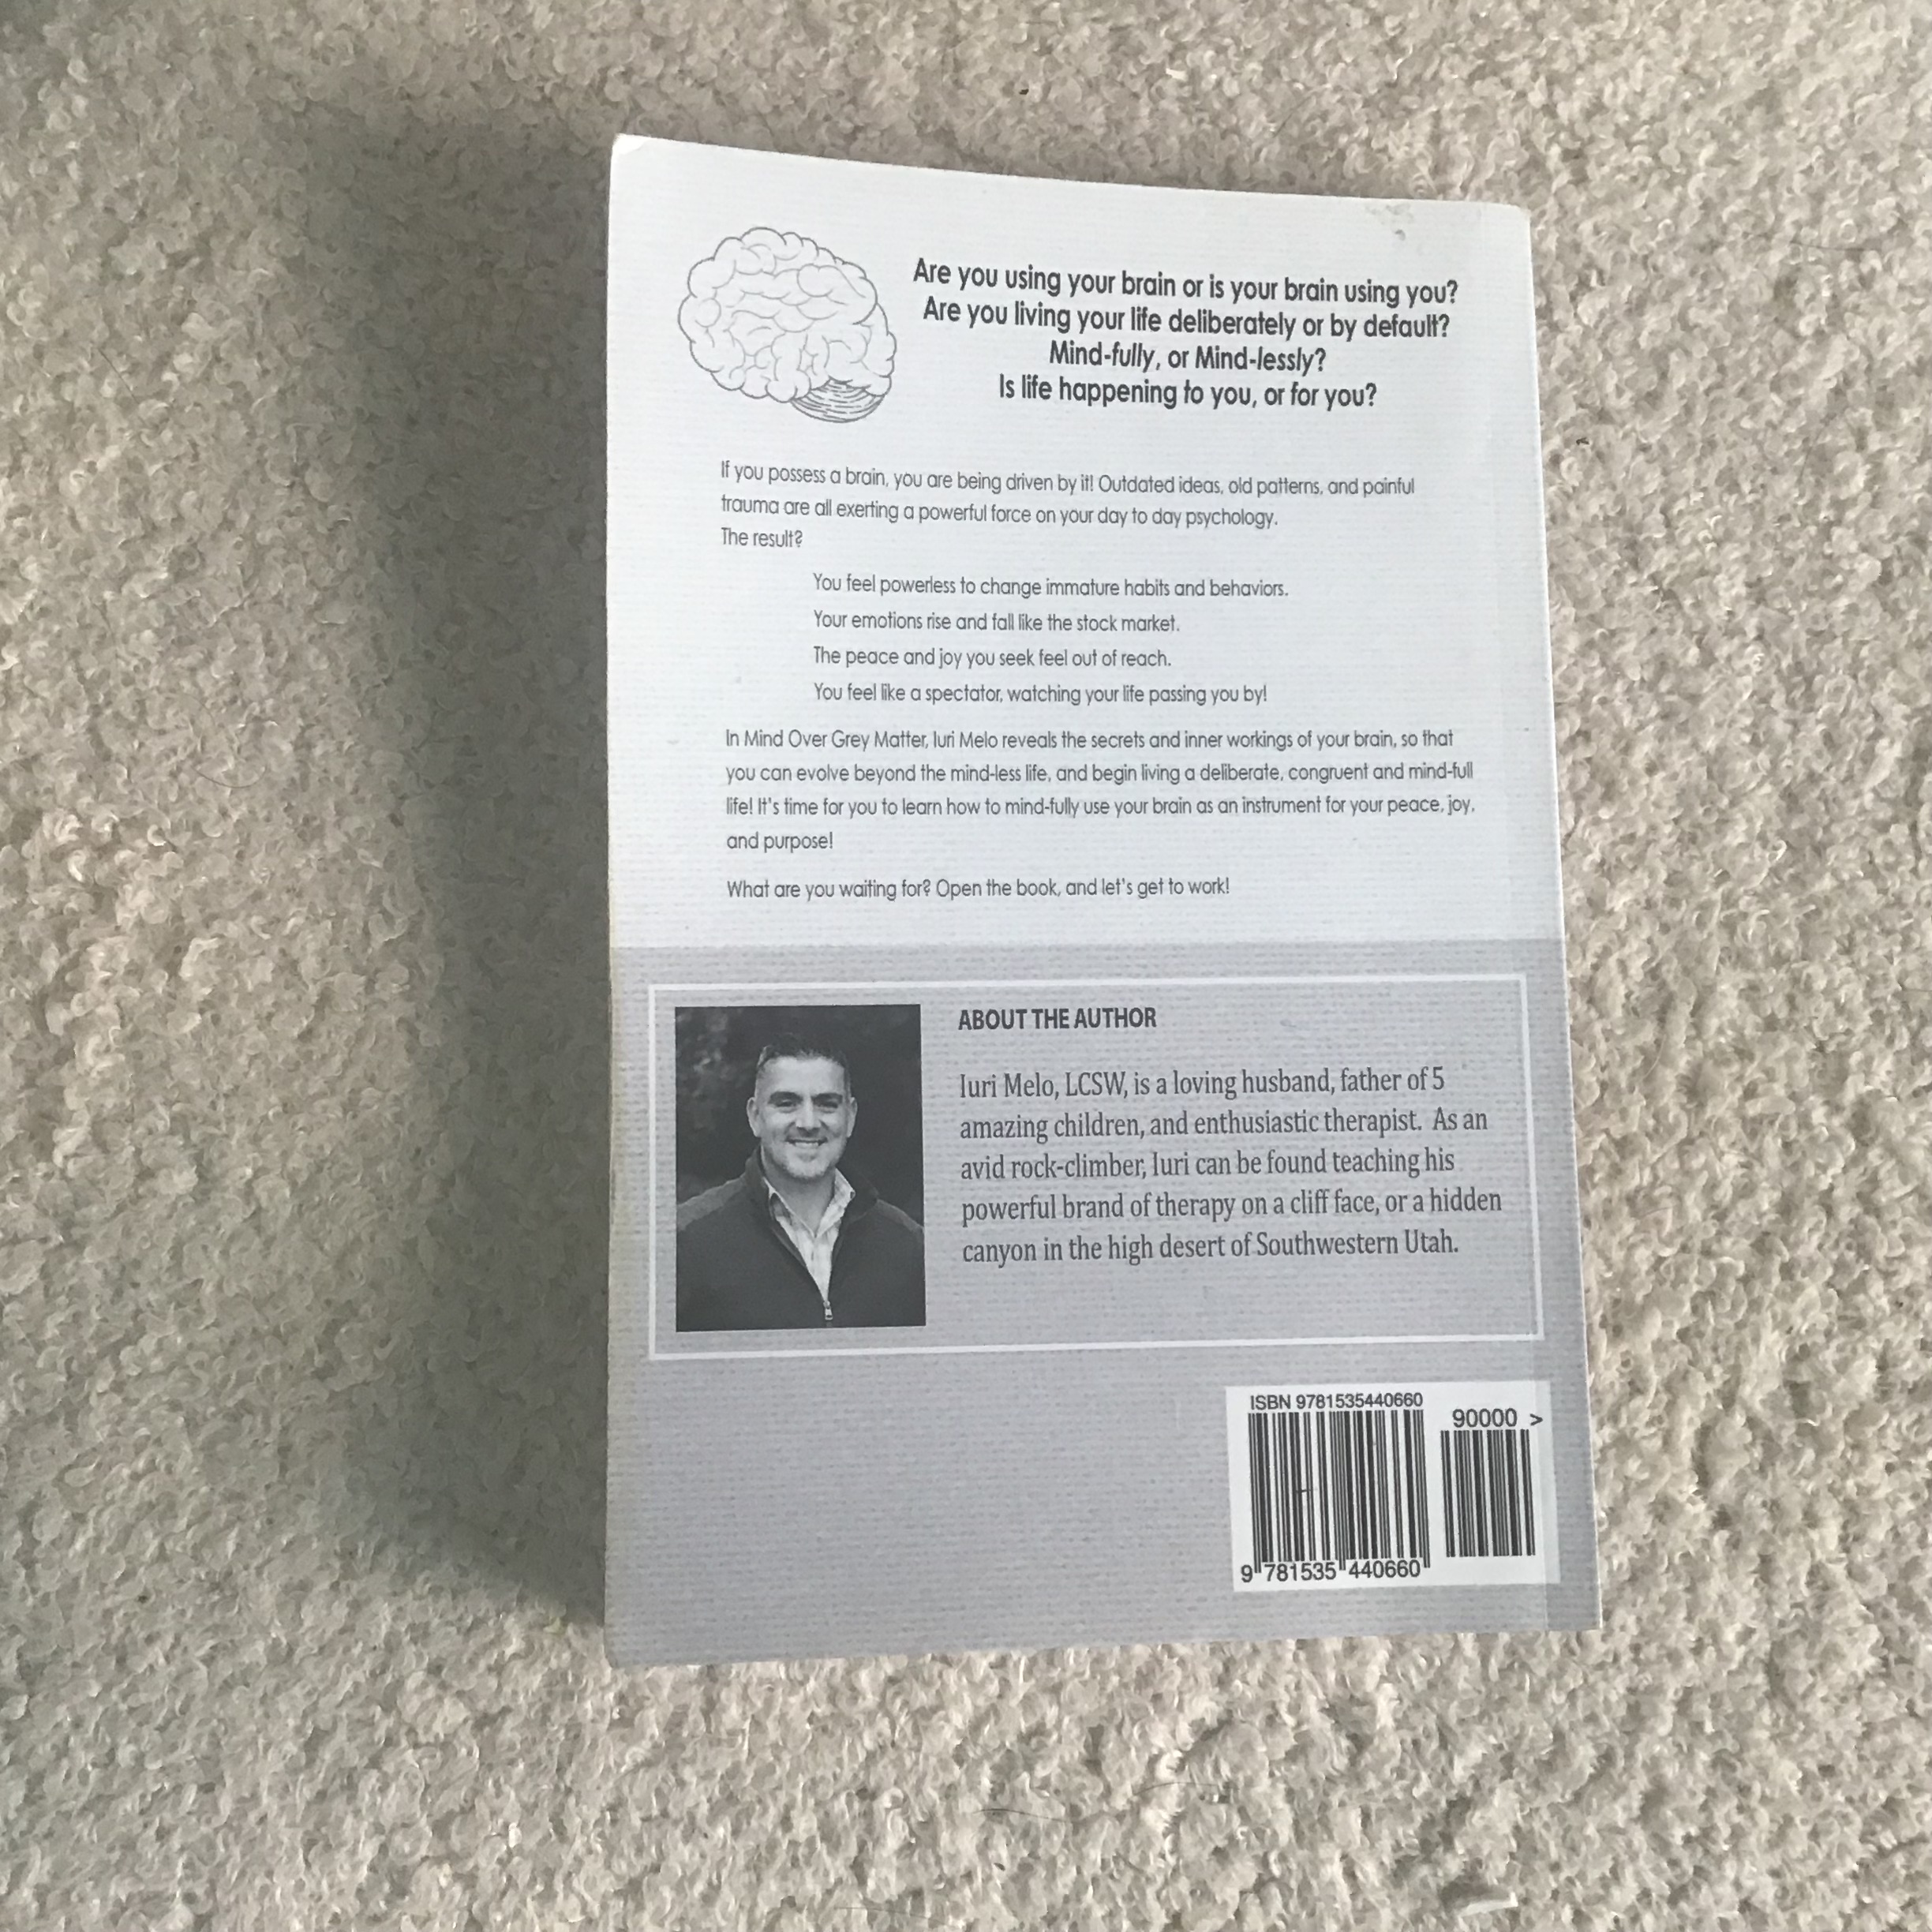 Are you using your brain or is your brain using you?
Are you living your life deliberately or by default?
Mind-fully, or Mind-lessly?
Is life happening to you, or for you?
If you possess a brain, you are being driven by it! Outdated ideas, old patterns, and painful
trauma are all exerting a powerful force on your day to day psychology.
The result?
You feel powerless to change immature habits and behaviors.
Your emotions rise and fall like the stock market.
The peace and joy you seek feel out of reach.
You feel like a spectator, watching your life passing you by!
In Mind Over Grey Matter, Iuri Melo reveals the secrets and inner workings of your brain, so that
you can evolve beyond the mind-less life, and begin living a deliberate, congruent and mind-full
life! It's time for you to learn how to mind-fully use your brain as an instrument for your peace, joy,
and purpose!
What are you waiting for? Open the book, and let's get to work!
ABOUT THE AUTHOR
Iuri Melo, LCSW, is a loving husband, father of 5
amazing children, and enthusiastic therapist. As an
avid rock-climber, Iuri can be found teaching his
powerful brand of therapy on a cliff face, or a hidden
canyon in the high desert of Southwestern Utah.
ISBN 9781535440660
90000 >
9 781535 440660